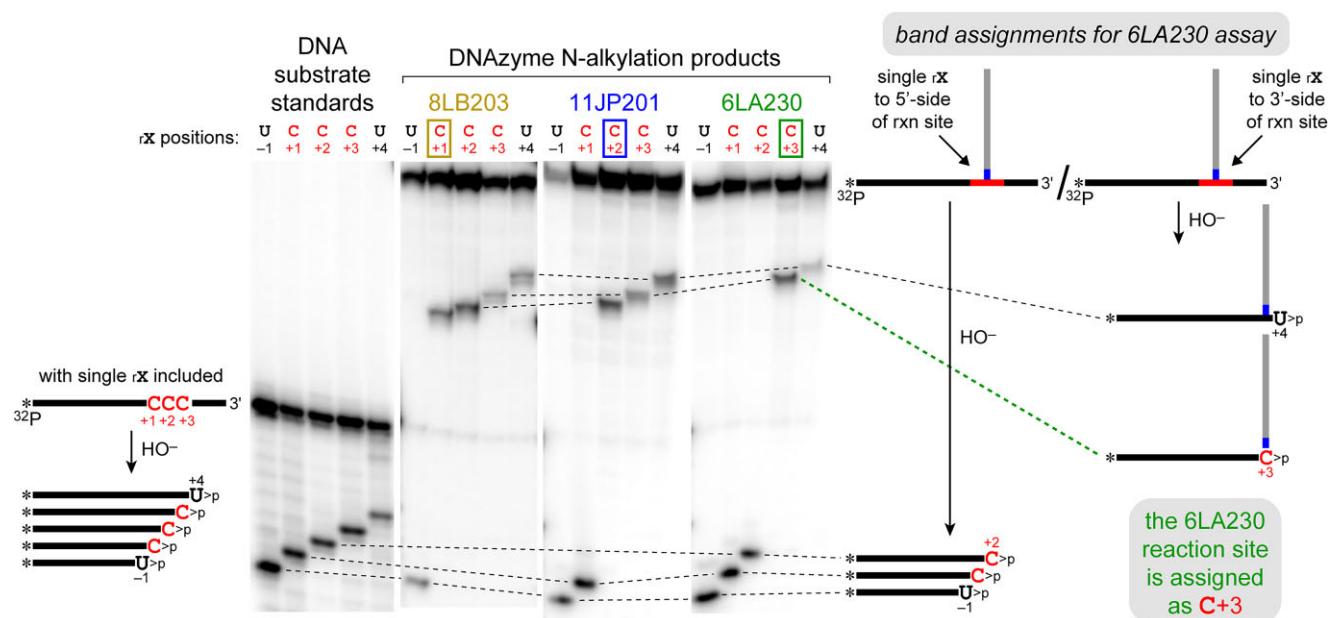 DNA
substrate
standards
DNAzyme N-alkylation products
8LB203
11JP201
6LA230
rX positions:
U C C C U
–1 +1 +2 +3 +4
U C C C U
–1 +1 +2 +3 +4
U C C C U
–1 +1 +2 +3 +4
U C C C U
–1 +1 +2 +3 +4
band assignments for 6LA230 assay
single rX
to 5'-side
of rxn site
single rX
to 3'-side
of rxn site
*
32P
3'
/
*
32P
3'
HO–
HO–
* U>p
+4
* C>p
+3
with single rX included
* CCC 3'
32P
+1 +2 +3
HO–
+4
* U>p
* C>p
* C>p
* C>p
* U>p
–1
+2
* C>p
* C>p
* U>p
–1
the 6LA230
reaction site
is assigned
as C+3